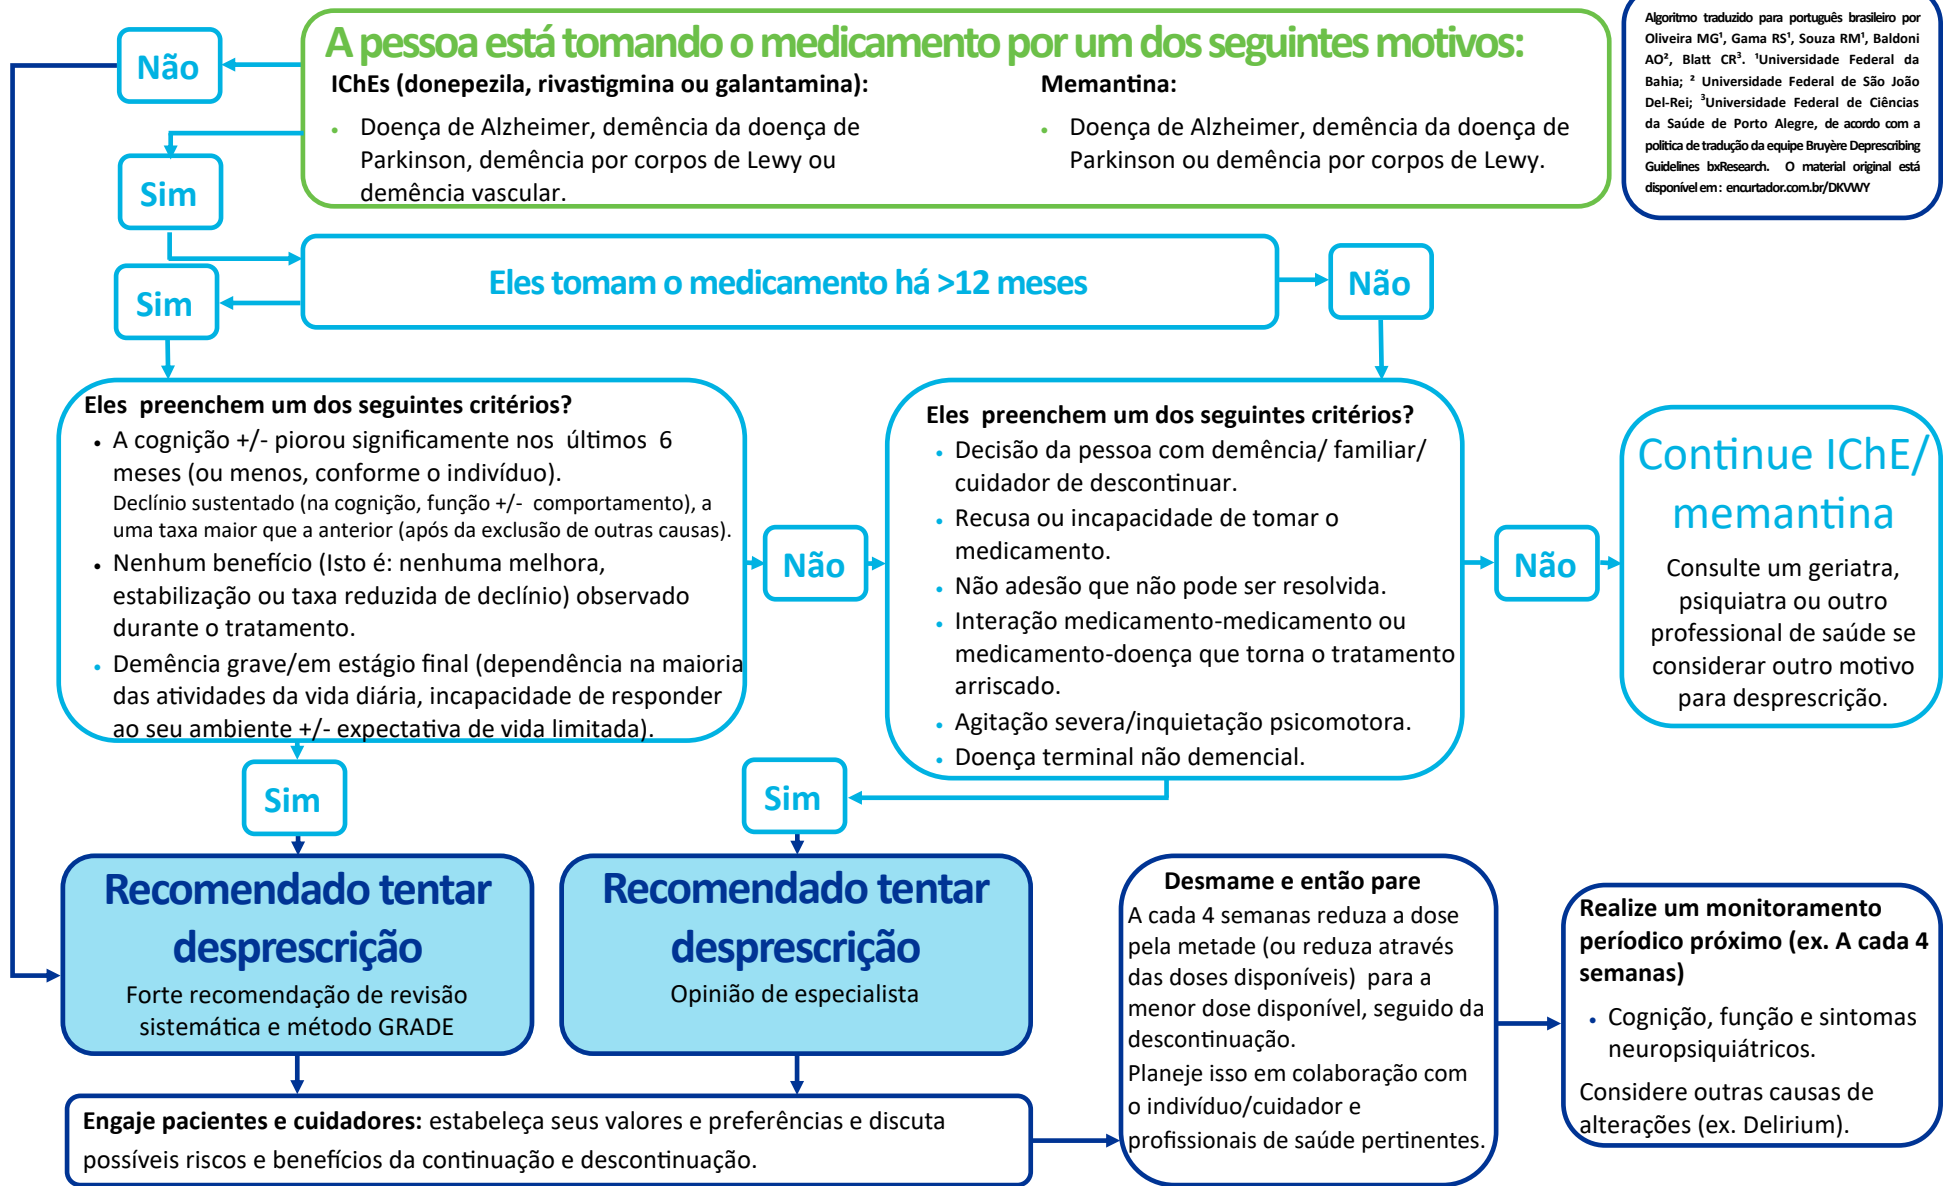 A pessoa está tomando o medicamento por um dos seguintes motivos:
IChEs (donepezila, rivastigmina ou galantamina):
• Doença de Alzheimer, demência da doença de
Parkinson, demência por corpos de Lewy ou
demência vascular.
Memantina:
• Doença de Alzheimer, demência da doença de
Parkinson ou demência por corpos de Lewy.
Algoritmo traduzido para português brasileiro por
Oliveira MG¹, Gama RS¹, Souza RM¹, Baldoni
AO², Blatt CR³. ¹Universidade Federal da
Bahia; ² Universidade Federal de São João
Del-Rei; ³Universidade Federal de Ciências
da Saúde de Porto Alegre, de acordo com a
politica de tradução da equipe Bruyère Deprescribing
Guidelines bxResearch. O material original está
disponível em : encurtador.com.br/DKVWY
Não
Sim
Eles tomam o medicamento há >12 meses
Sim
Não
Eles preenchem um dos seguintes critérios?
• A cognição +/- piorou significamente nos últimos 6
meses (ou menos, conforme o indivíduo).
Declínio sustentado (na cognição, função +/- comportamento), a
uma taxa maior que a anterior (após da exclusão de outras causas).
• Nenhum benefício (Isto é: nenhuma melhora,
estabilização ou taxa reduzida de declínio) observado
durante o tratamento.
• Demência grave/em estágio final (dependência na maioria
das atividades da vida diária, incapacidade de responder
ao seu ambiente +/- expectativa de vida limitada).
Não
Eles preenchem um dos seguintes critérios?
• Decisão da pessoa com demência/ familiar/
cuidador de descontinuar.
• Recusa ou incapacidade de tomar o
medicamento.
• Não adesão que não pode ser resolvida.
• Interação medicamento-medicamento ou
medicamento-doença que torna o tratamento
arriscado.
• Agitação severa/inquietação psicomotora.
• Doença terminal não demencial.
Não
Continue IChE/
memantina
Consulte um geriatra,
psiquiatra ou outro
professional de saúde se
considerar outro motivo
para desprescrição.
Sim
Sim
Recomendado tentar
desprescrição
Forte recomendação de revisão
sistemática e método GRADE
Recomendado tentar
desprescrição
Opinião de especialista
Engaje pacientes e cuidadores: estabeleça seus valores e preferências e discuta
possíveis riscos e benefícios da continuação e descontinuação.
Desmame e então pare
A cada 4 semanas reduza a dose
pela metade (ou reduza através
das doses disponíveis) para a
menor dose disponível, seguido da
descontinuação.
Planeje isso em colaboração com
o indivíduo/cuidador e
profissionais de saúde pertinentes.
Realize um monitoramento
períodico próximo (ex. A cada 4
semanas)
• Cognição, função e sintomas
neuropsiquiátricos.
Considere outras causas de
alterações (ex. Delirium).